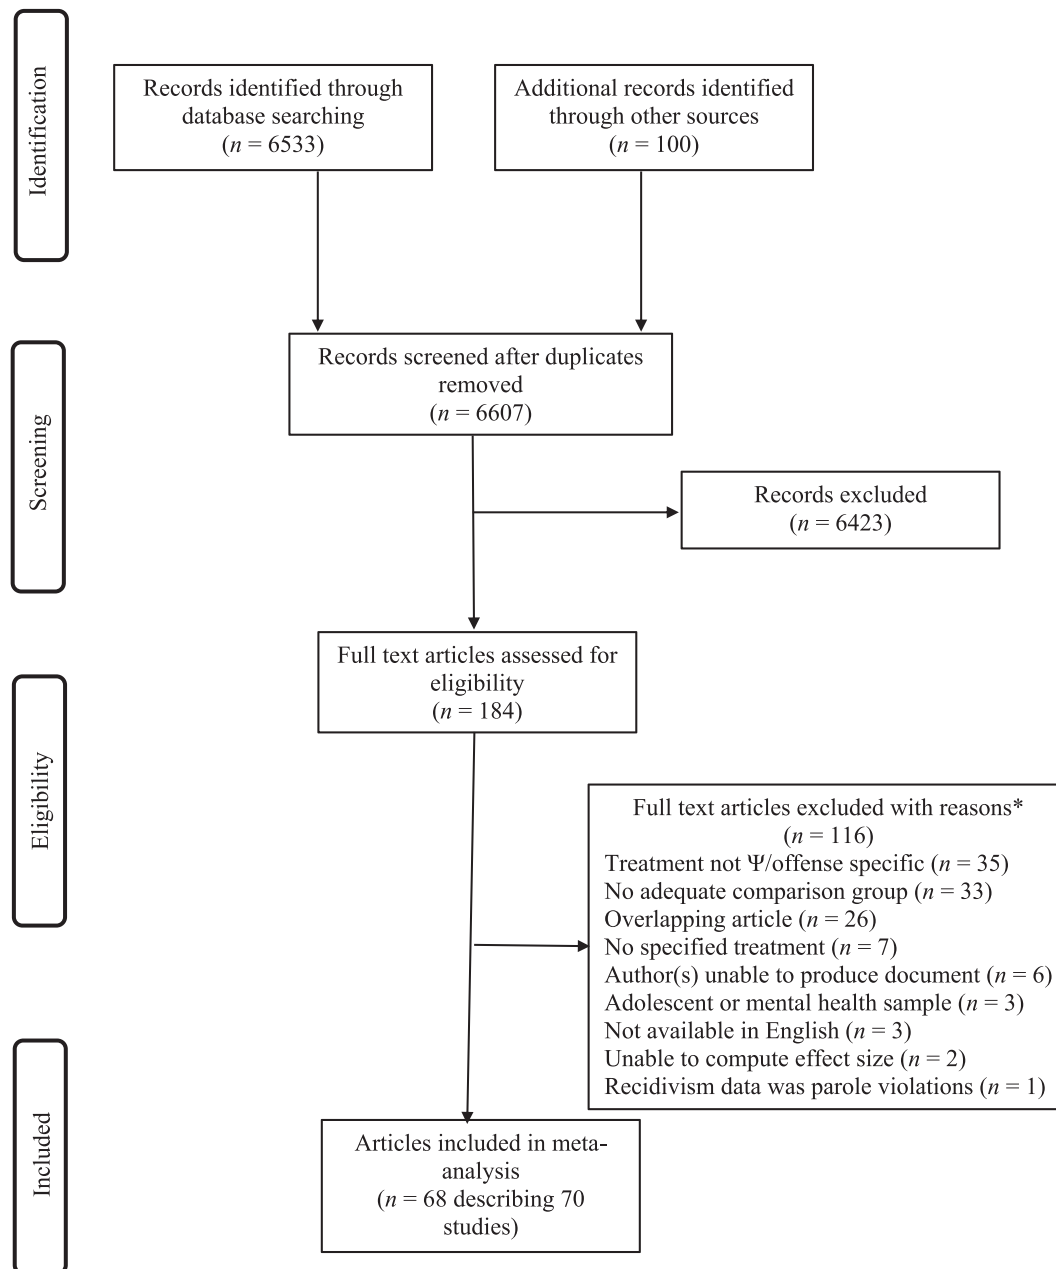 Identification
Records identified through
database searching
(n = 6533)
Additional records identified
through other sources
(n = 100)
Screening
Records screened after duplicates
removed
(n = 6607)
Records excluded
(n = 6423)
Eligibility
Full text articles assessed for
eligibility
(n = 184)
Full text articles excluded with reasons*
(n = 116)
Treatment not Ψ/offense specific (n = 35)
No adequate comparison group (n = 33)
Overlapping article (n = 26)
No specified treatment (n = 7)
Author(s) unable to produce document (n = 6)
Adolescent or mental health sample (n = 3)
Not available in English (n = 3)
Unable to compute effect size (n = 2)
Recidivism data was parole violations (n = 1)
Included
Articles included in meta-
analysis
(n = 68 describing 70
studies)